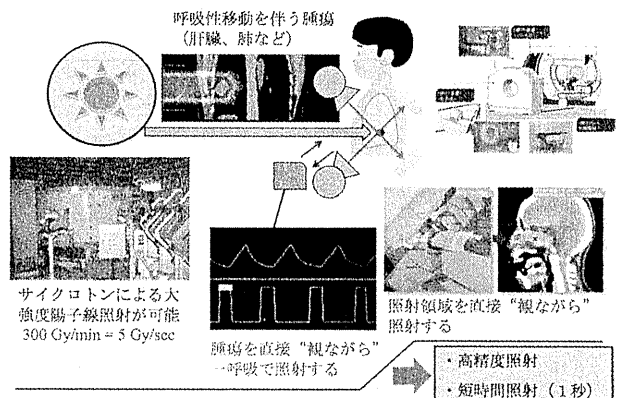 呼吸性移動を伴う腫瘍
（肝臓、肺など）
サイクロトンによる大
強度陽子線照射が可能
300 Gy/min = 5 Gy/sec
腫瘍を直接 “観ながら”
一呼吸で照射する
照射領域を直接 “観ながら”
照射する
・高精度照射
・短時間照射（1秒）